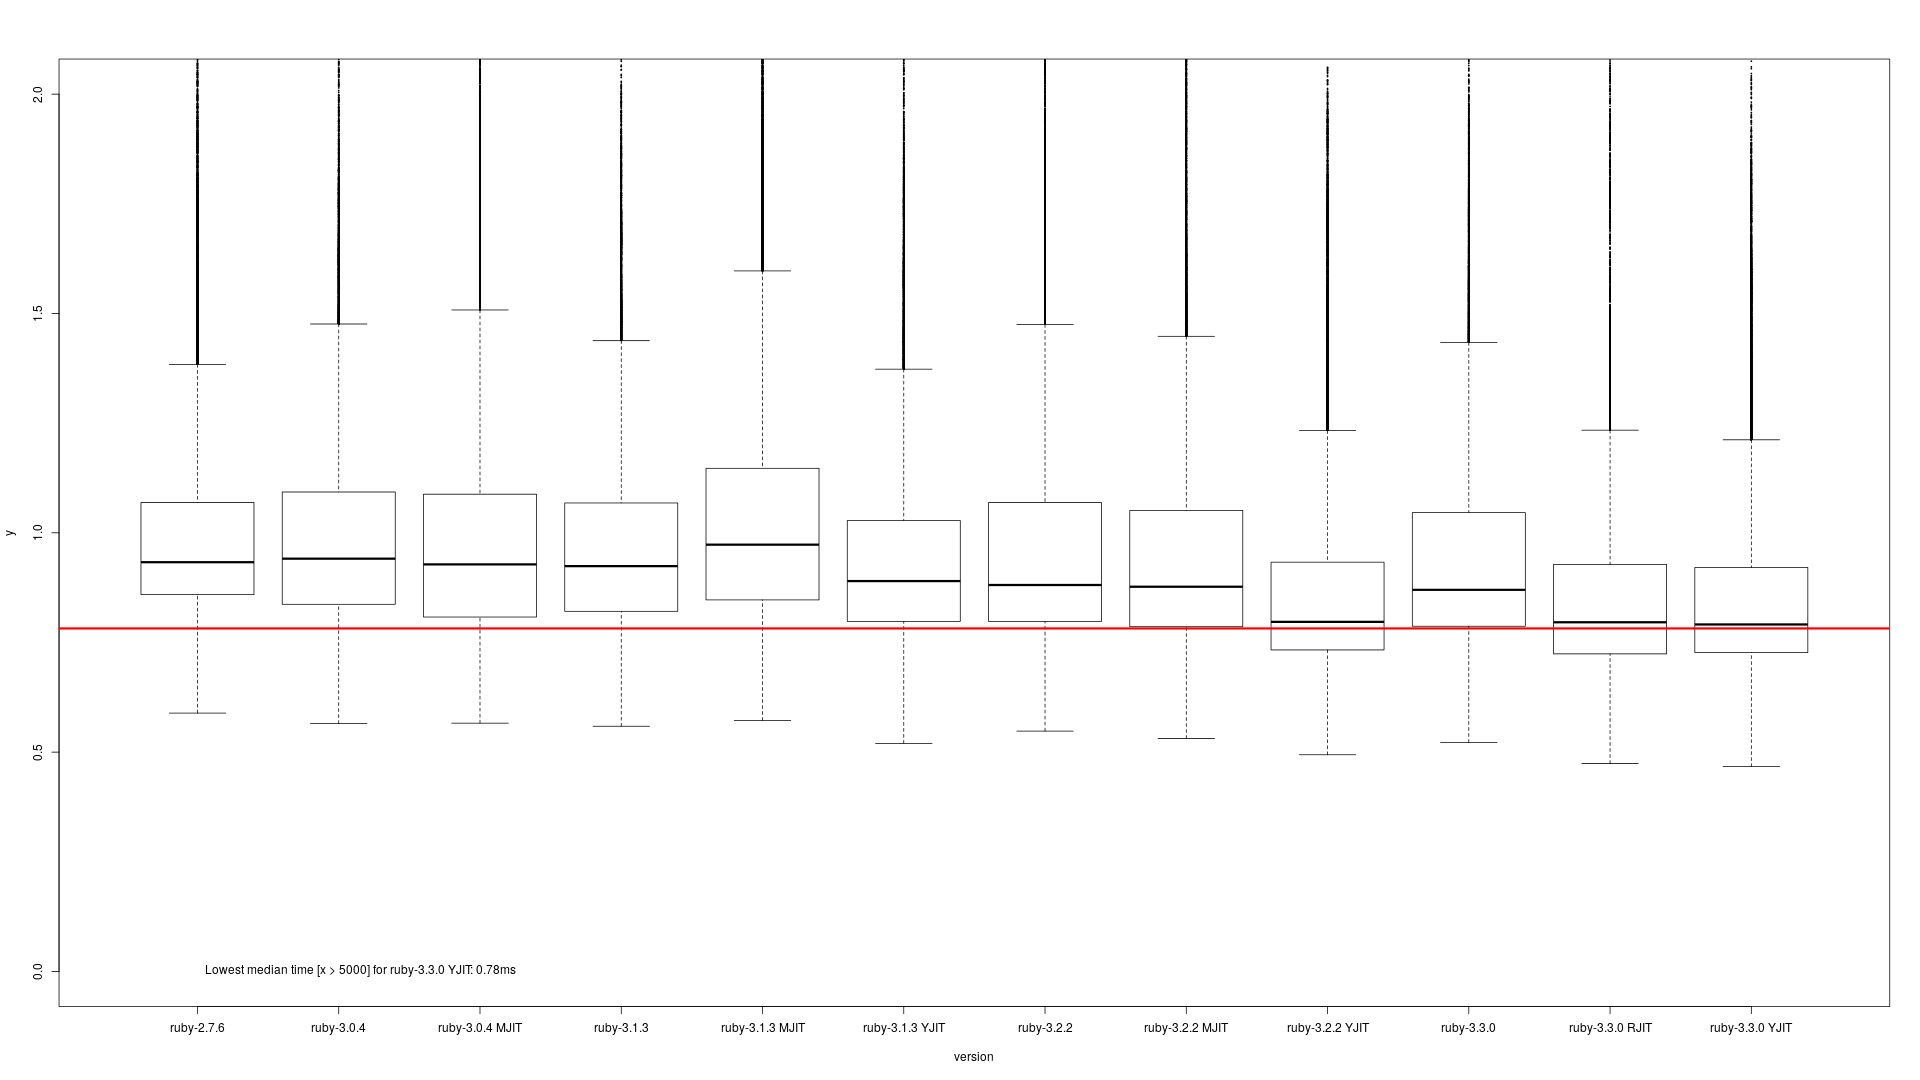 2.0
1.5
1.0
0.5
0.0
y
Lowest median time [x > 5000] for ruby-3.3.0 YJIT: 0.78ms
ruby-2.7.6 ruby-3.0.4 ruby-3.0.4 MJIT ruby-3.1.3 ruby-3.1.3 MJIT ruby-3.1.3 YJIT ruby-3.2.2 ruby-3.2.2 MJIT ruby-3.2.2 YJIT ruby-3.3.0 ruby-3.3.0 RJIT ruby-3.3.0 YJIT
version